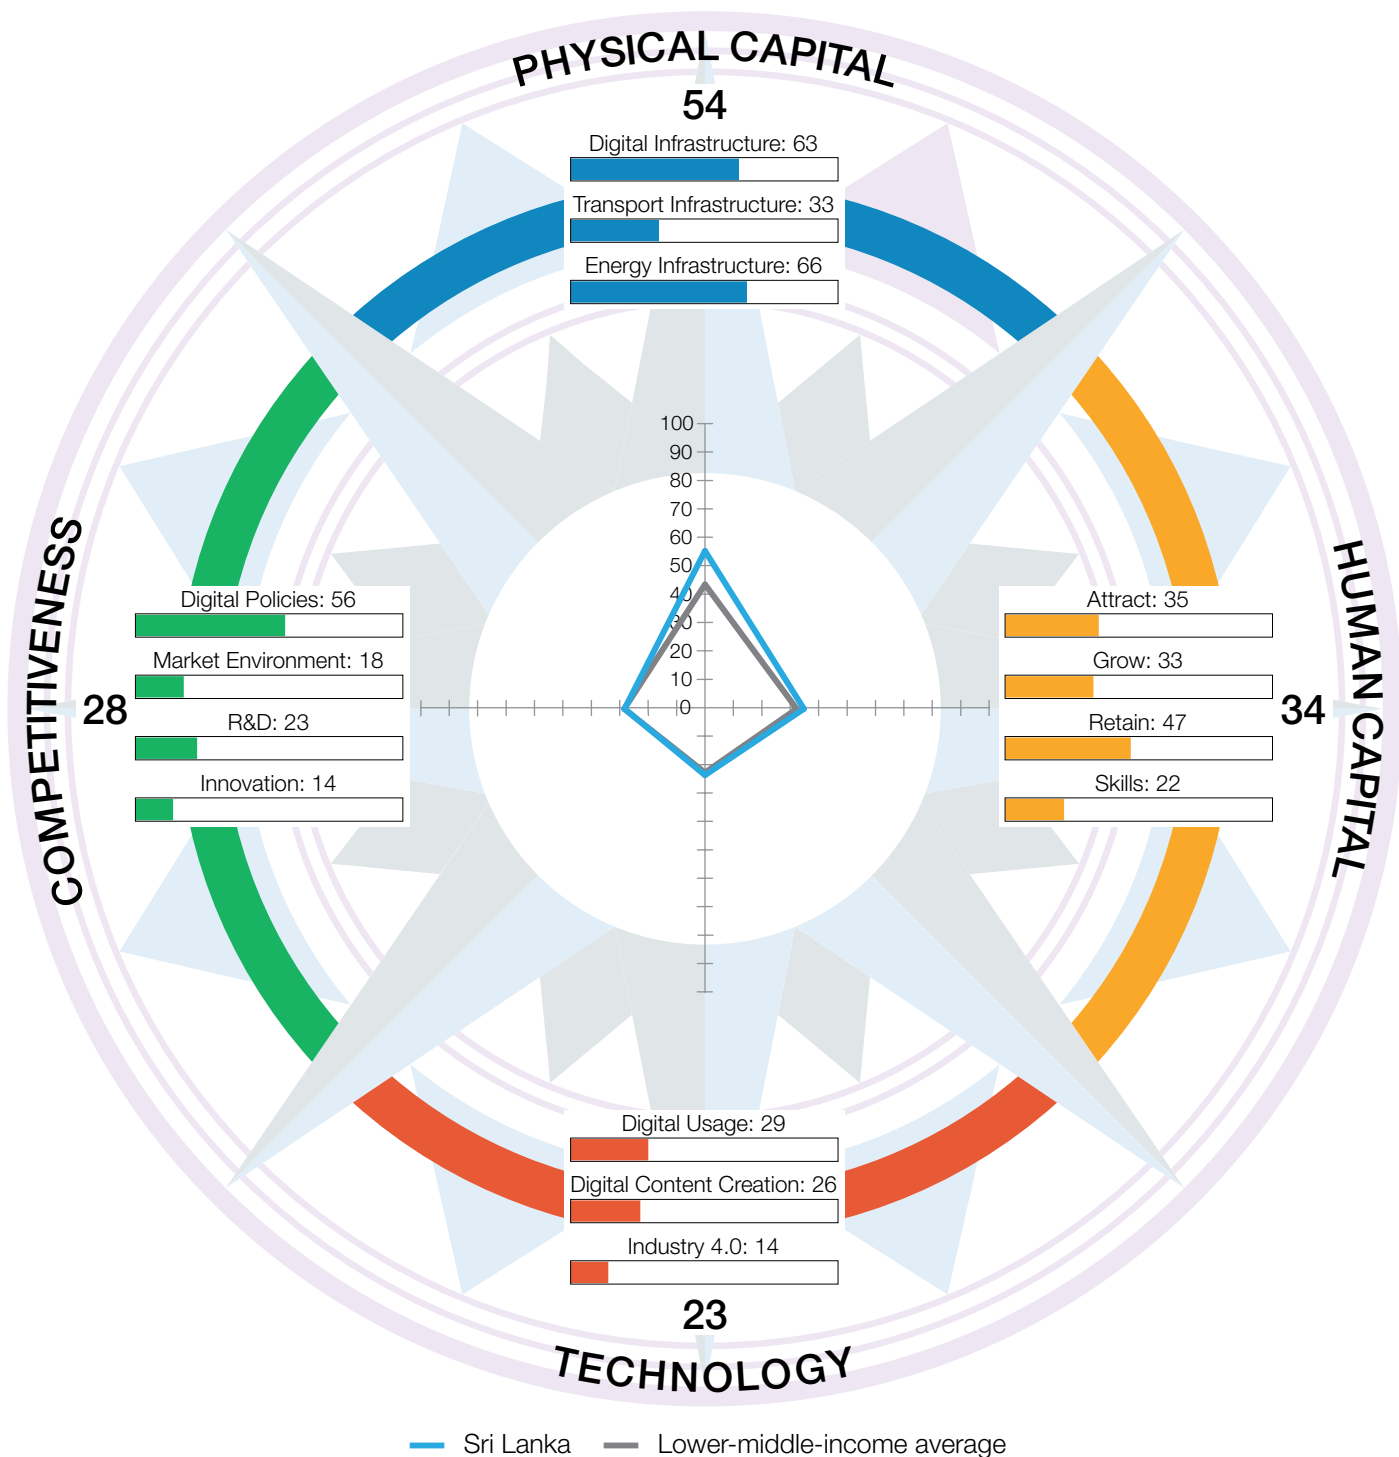 PHYSICAL CAPITAL
54
Digital Infrastructure: 63
Transport Infrastructure: 33
Energy Infrastructure: 66
100
90
80
70
60
50
40
30
20
10
0
COMPETITIVENESS
28
Digital Policies: 56
Market Environment: 18
R&D: 23
Innovation: 14
HUMAN CAPITAL
34
Attract: 35
Grow: 33
Retain: 47
Skills: 22
Digital Usage: 29
Digital Content Creation: 26
Industry 4.0: 14
23
TECHNOLOGY
Sri Lanka
Lower-middle-income average